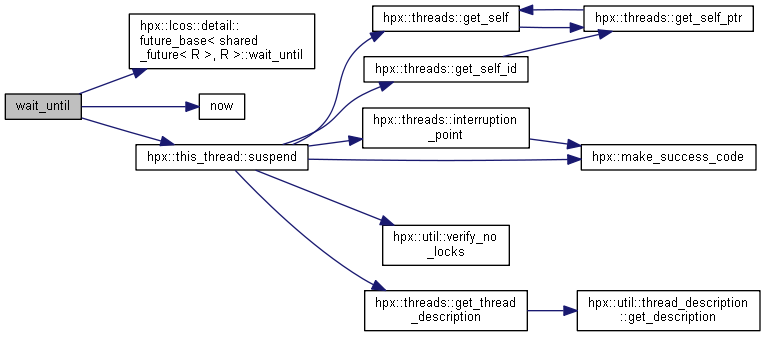 wait_until
hpx::lcos::detail::
future_base< shared
_future< R >, R >::wait_until
now
hpx::this_thread::suspend
hpx::threads::get_self
hpx::threads::get_self_ptr
hpx::threads::get_self_id
hpx::threads::interruption
_point
hpx::make_success_code
hpx::util::verify_no
_locks
hpx::threads::get_thread
_description
hpx::util::thread_description
::get_description